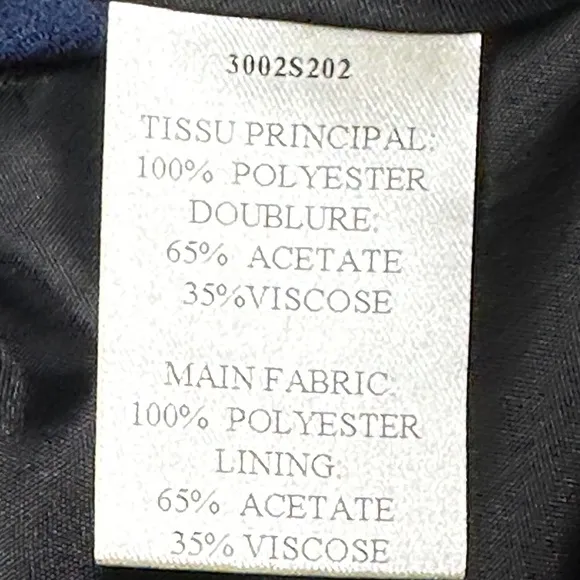 3002S202
TISSU PRINCIPAL:
100% POLYESTER
DOUBLURE:
65% ACETATE
35%VISCOSE
MAIN FABRIC:
100% POLYESTER
LINING:
65% ACETATE
35% VISCOSE